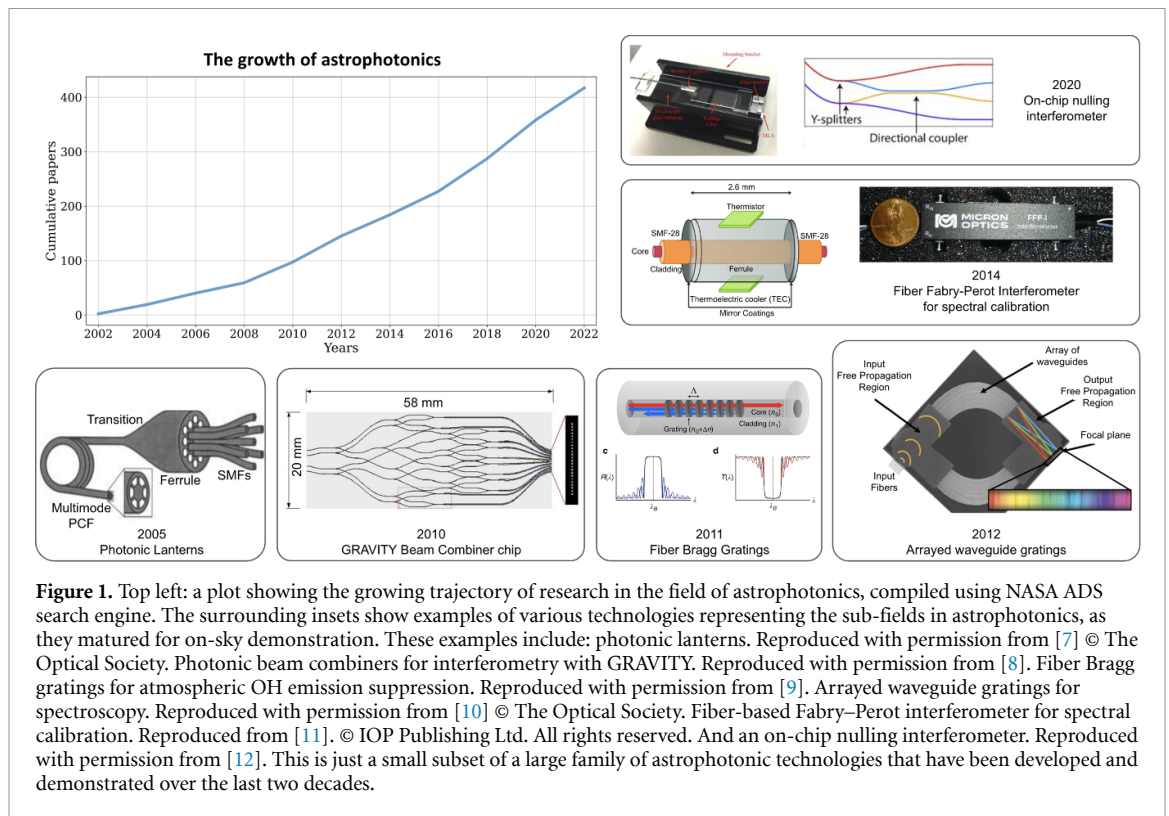 The growth of astrophotonics
Cumulative papers
400
300
200
100
0
2002 2004 2006 2008 2010 2012 2014 2016 2018 2020 2022
Years
Mounting bracket
Y-splitters
Directional coupler
2020
On-chip nulling
interferometer
2.6 mm
Thermistor
SMF-28
SMF-28
Core
Cladding
Ferrule
Thermoelectric cooler (TEC)
Mirror Coatings
MICRON
OPTICS
FFP-I
Interferometer
2014
Fiber Fabry-Perot Interferometer
for spectral calibration
Transition
Ferrule
SMFs
Multimode
PCF
2005
Photonic Lanterns
58 mm
20 mm
2010
GRAVITY Beam Combiner chip
Λ
Core (n₀)
Cladding (n₁)
Grating (n₀+Δn)
c
R(λ)
λ
λB
d
T(λ)
λ
λB
2011
Fiber Bragg Gratings
Input
Free Propagation
Region
Array of
waveguides
Output
Free Propagation
Region
Focal plane
Input
Fibers
2012
Arrayed waveguide gratings
Figure 1. Top left: a plot showing the growing trajectory of research in the field of astrophotonics, compiled using NASA ADS
search engine. The surrounding insets show examples of various technologies representing the sub-fields in astrophotonics, as
they matured for on-sky demonstration. These examples include: photonic lanterns. Reproduced with permission from [7] © The
Optical Society. Photonic beam combiners for interferometry with GRAVITY. Reproduced with permission from [8]. Fiber Bragg
gratings for atmospheric OH emission suppression. Reproduced with permission from [9]. Arrayed waveguide gratings for
spectroscopy. Reproduced with permission from [10] © The Optical Society. Fiber-based Fabry–Perot interferometer for spectral
calibration. Reproduced from [11]. © IOP Publishing Ltd. All rights reserved. And an on-chip nulling interferometer. Reproduced
with permission from [12]. This is just a small subset of a large family of astrophotonic technologies that have been developed and
demonstrated over the last two decades.